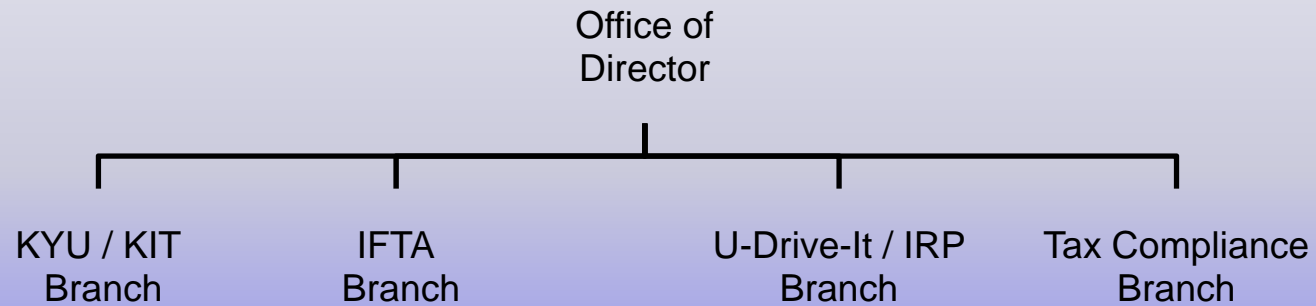 Office of
Director
KYU / KIT
Branch
IFTA
Branch
U-Drive-It / IRP
Branch
Tax Compliance
Branch